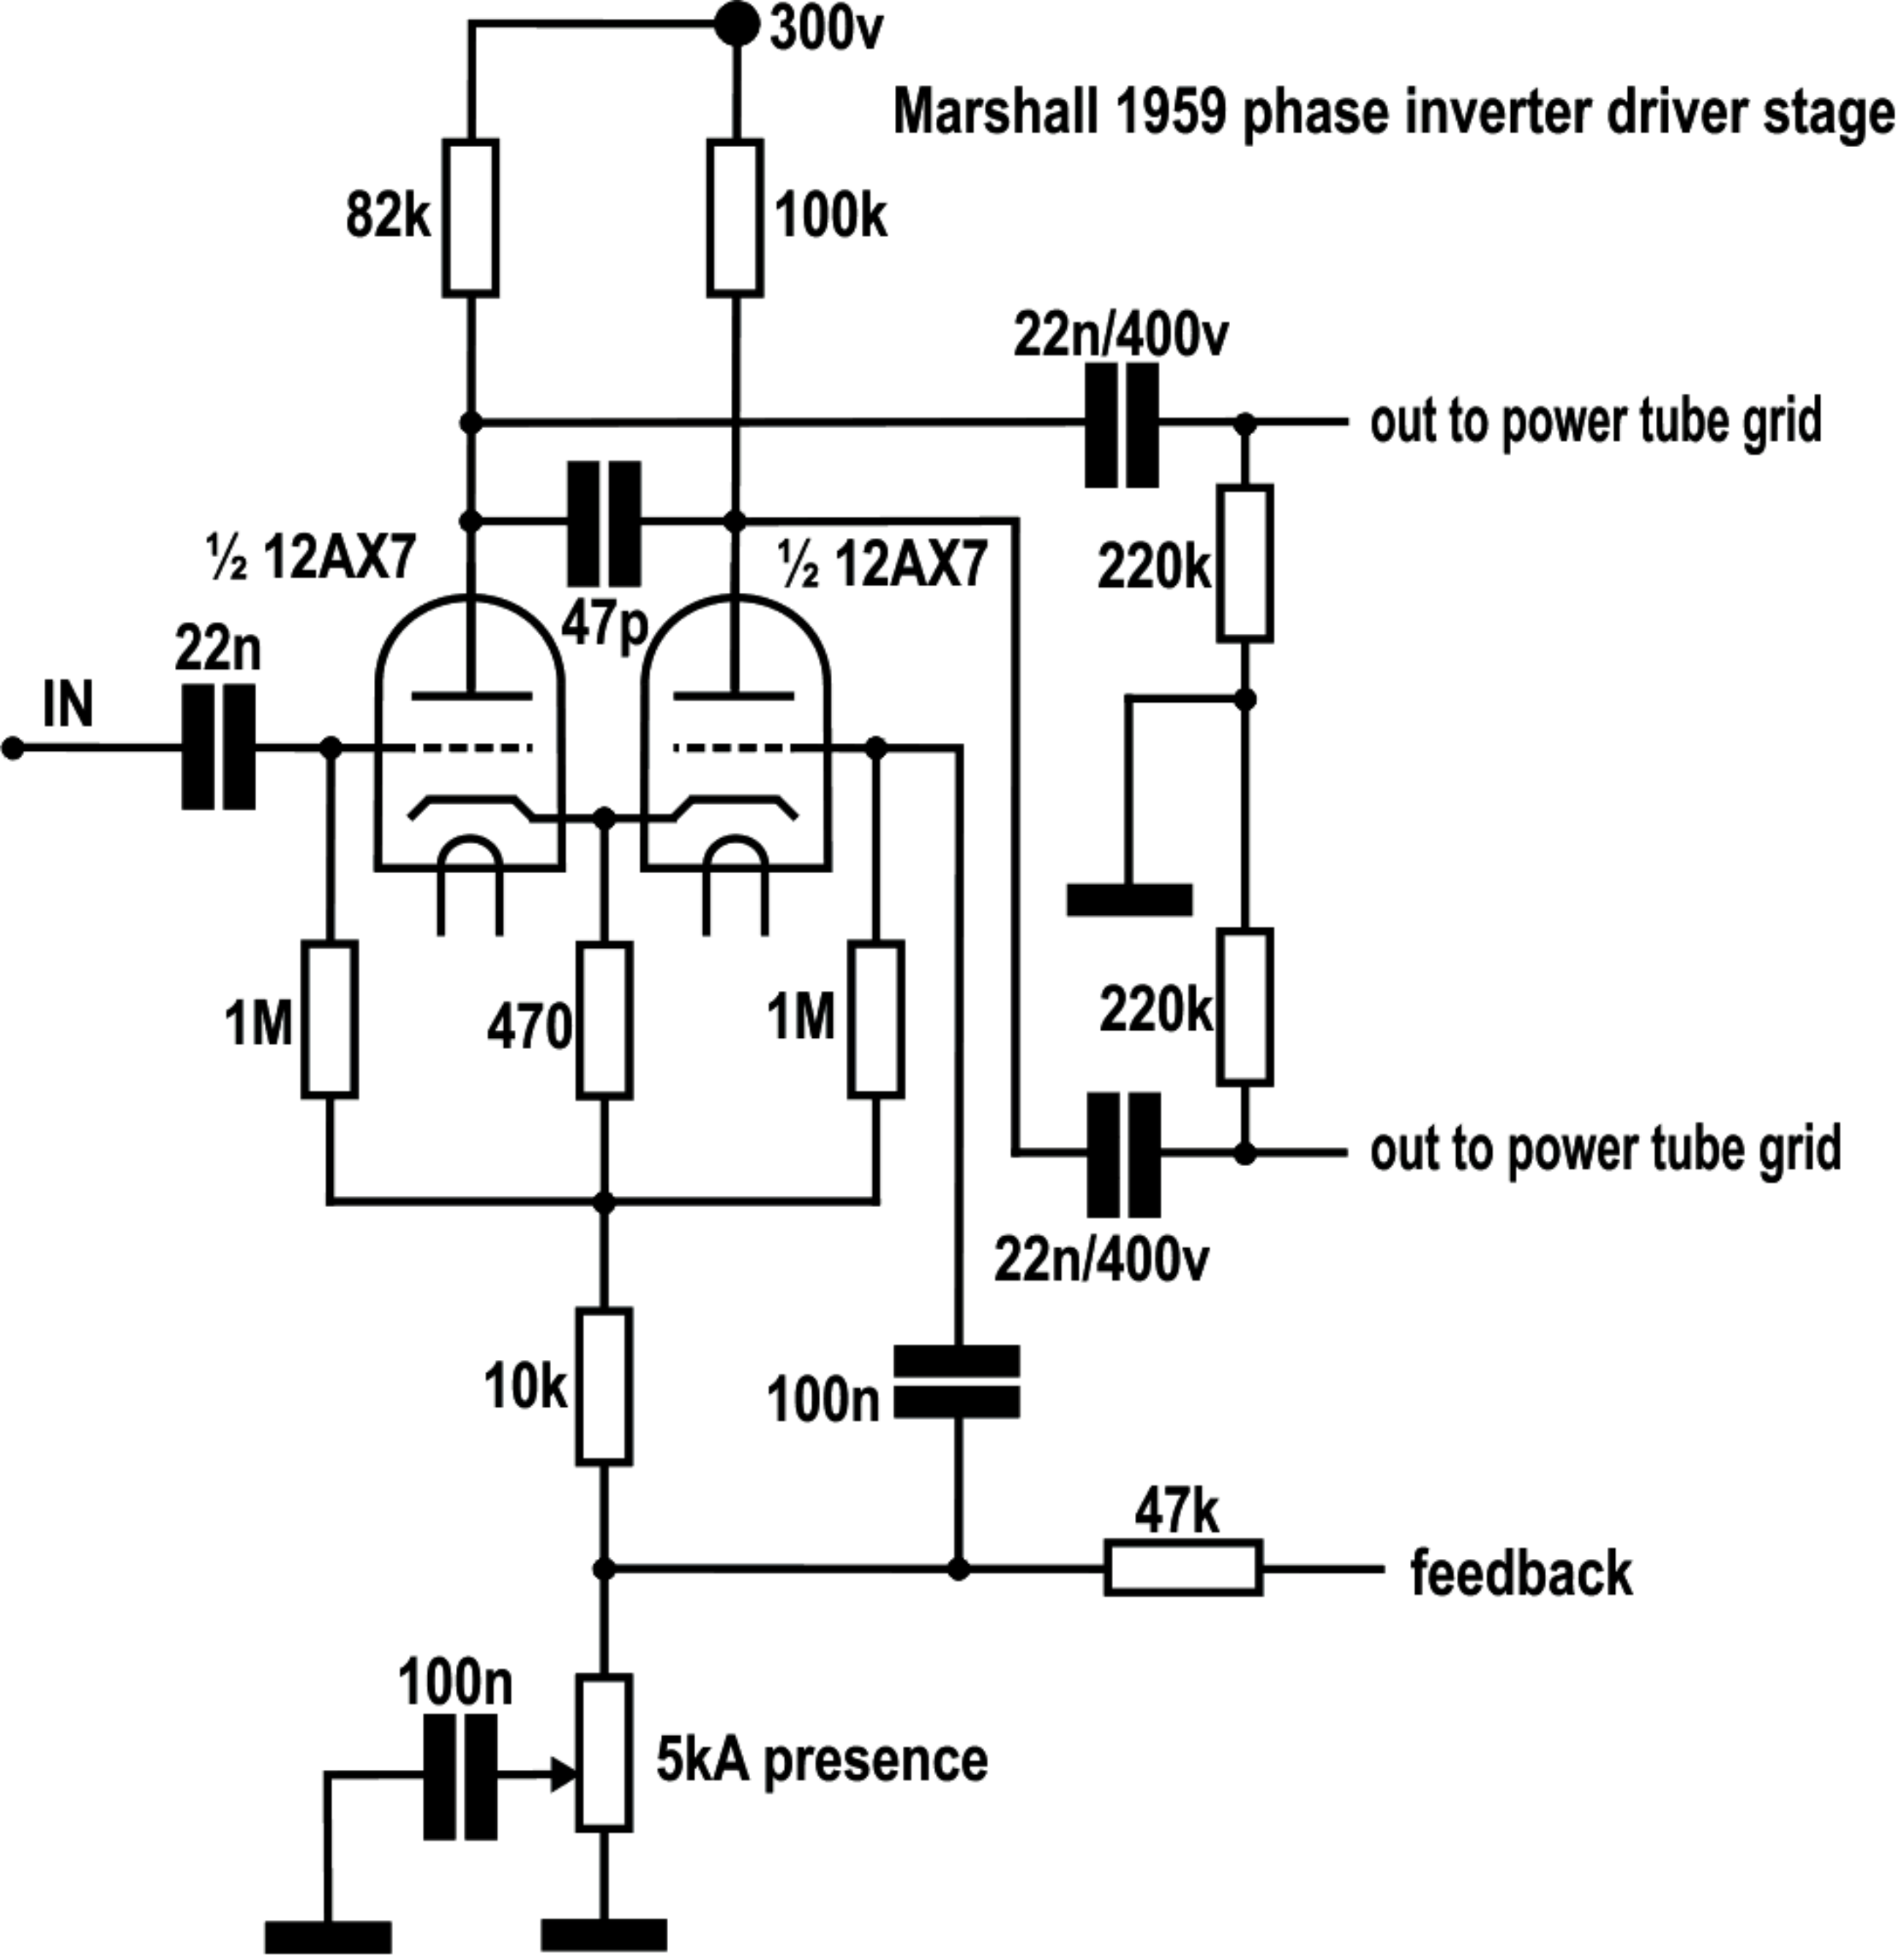 300v
Marshall 1959 phase inverter driver stage
82k
100k
22n/400v
out to power tube grid
½ 12AX7
½ 12AX7
220k
47p
22n
IN
1M
470
1M
220k
out to power tube grid
22n/400v
10k
100n
47k
feedback
100n
5kA presence